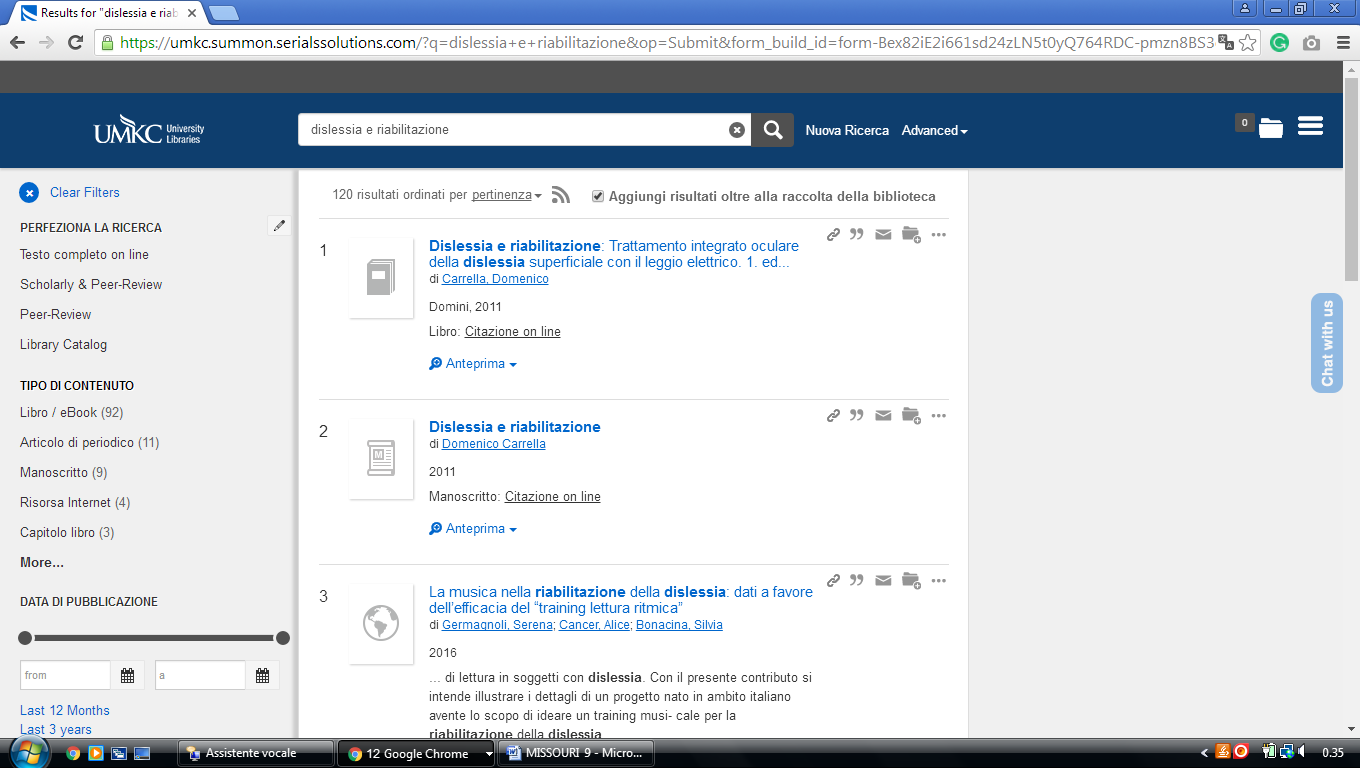 Results for "dislessia e riab
https://umkc.summon.serialssolutions.com/?q=dislessia+e+riabilitazione&op=Submit&form_build_id=form-Bex82iE2i661sd24zLN5t0yQ764RDC-pmzn8BS3
UMKC University Libraries
dislessia e riabilitazione
Nuova Ricerca
Advanced
0
Clear Filters
PERFEZIONA LA RICERCA
Testo completo on line
Scholarly & Peer-Review
Peer-Review
Library Catalog
TIPO DI CONTENUTO
Libro / eBook (92)
Articolo di periodico (11)
Manoscritto (9)
Risorsa Internet (4)
Capitolo libro (3)
More...
DATA DI PUBBLICAZIONE
from
a
Last 12 Months
Last 3 years
120 risultati ordinati per pertinenza
Aggiungi risultati oltre alla raccolta della biblioteca
1
Dislessia e riabilitazione: Trattamento integrato oculare
della dislessia superficiale con il leggio elettrico. 1. ed...
di Carrella, Domenico
Domini, 2011
Libro: Citazione on line
Anteprima
2
Dislessia e riabilitazione
di Domenico Carrella
2011
Manoscritto: Citazione on line
Anteprima
3
La musica nella riabilitazione della dislessia: dati a favore
dell'efficacia del “training lettura ritmica”
di Germagnoli, Serena; Cancer, Alice; Bonacina, Silvia
2016
... di lettura in soggetti con dislessia. Con il presente contributo si
intende illustrare i dettagli di un progetto nato in ambito italiano
avente lo scopo di ideare un training musi- cale per la
riabilitazione della dislessia
Chat with us
Assistente vocale
12 Google Chrome
MISSOURI 9 - Micro...
0.35